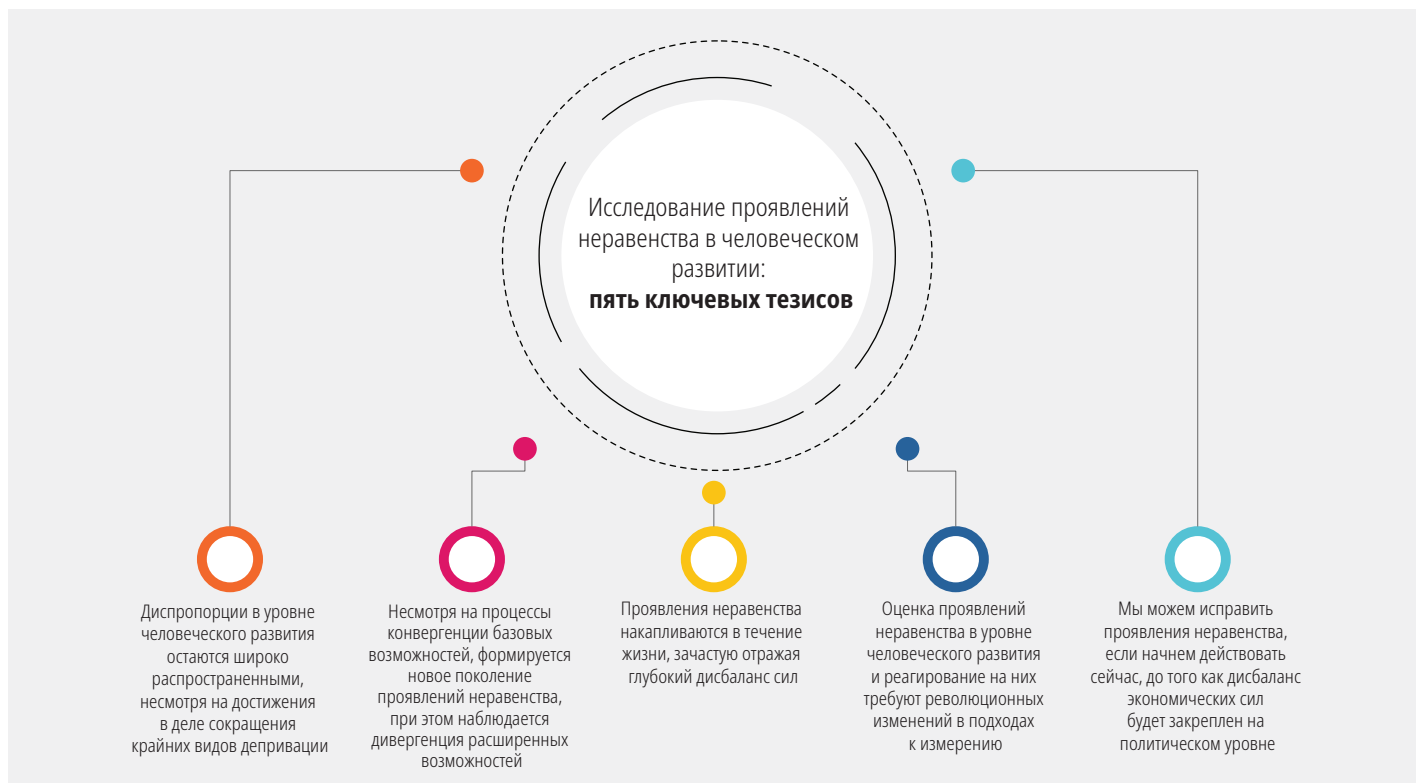 Исследование проявлений
неравенства в человеческом
развитии:
пять ключевых тезисов
Диспропорции в уровне
человеческого развития
остаются широко
распространенными,
несмотря на достижения
в деле сокращения
крайних видов депривации
Несмотря на процессы
конвергенции базовых
возможностей, формируется
новое поколение
проявлений неравенства,
при этом наблюдается
дивергенция расширенных
возможностей
Проявления неравенства
накапливаются в течение
жизни, зачастую отражая
глубокий дисбаланс сил
Оценка проявлений
неравенства в уровне
человеческого развития
и реагирование на них
требуют революционных
изменений в подходах
к измерению
Мы можем исправить
проявления неравенства,
если начнем действовать
сейчас, до того как дисбаланс
экономических сил
будет закреплен на
политическом уровне